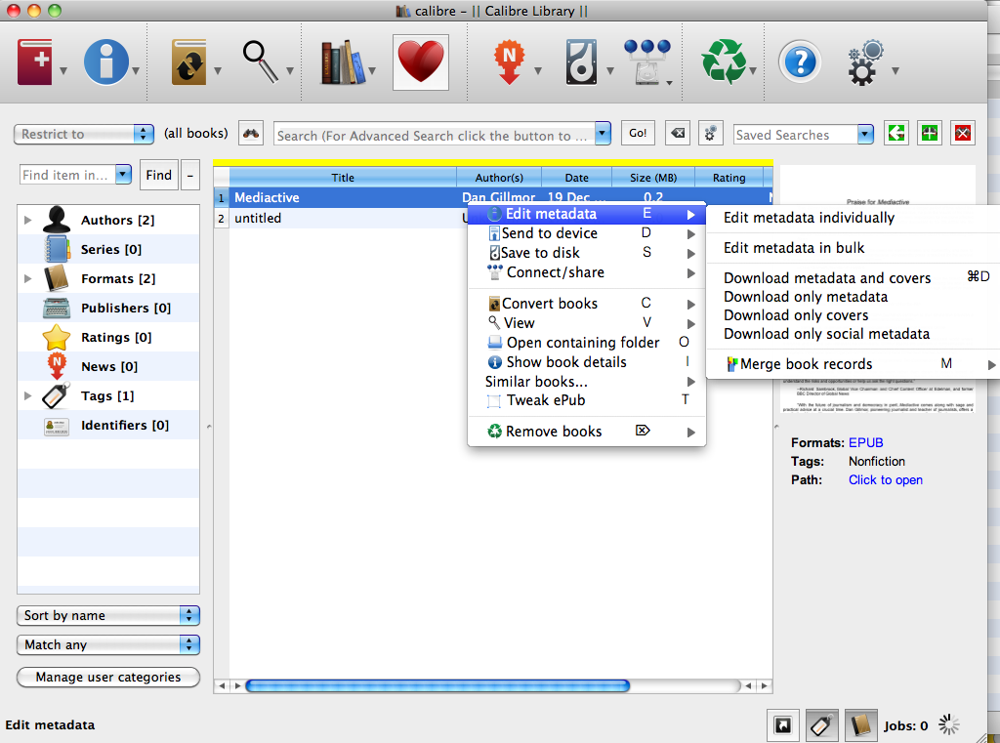 calibre - || Calibre Library ||
Restrict to
(all books)
Search (For Advanced Search click the button to ...
Go!
Saved Searches
Find item in...
Find
-
Title Author(s) Date Size (MB) Rating
1 Mediactive Dan Gillmor 19 Dec ... 0.2
2 untitled
Authors [2]
Series [0]
Formats [2]
Publishers [0]
Ratings [0]
News [0]
Tags [1]
Identifiers [0]
Sort by name
Match any
Manage user categories
Edit metadata E
Send to device D
Save to disk S
Connect/share
Convert books C
View V
Open containing folder O
Show book details I
Similar books...
Tweak ePub T
Remove books ⌦
Edit metadata individually
Edit metadata in bulk
Download metadata and covers ⌘D
Download only metadata
Download only covers
Download only social metadata
Merge book records M
Praise for Mediactive
Formats: EPUB
Tags: Nonfiction
Path: Click to open
Edit metadata
Jobs: 0